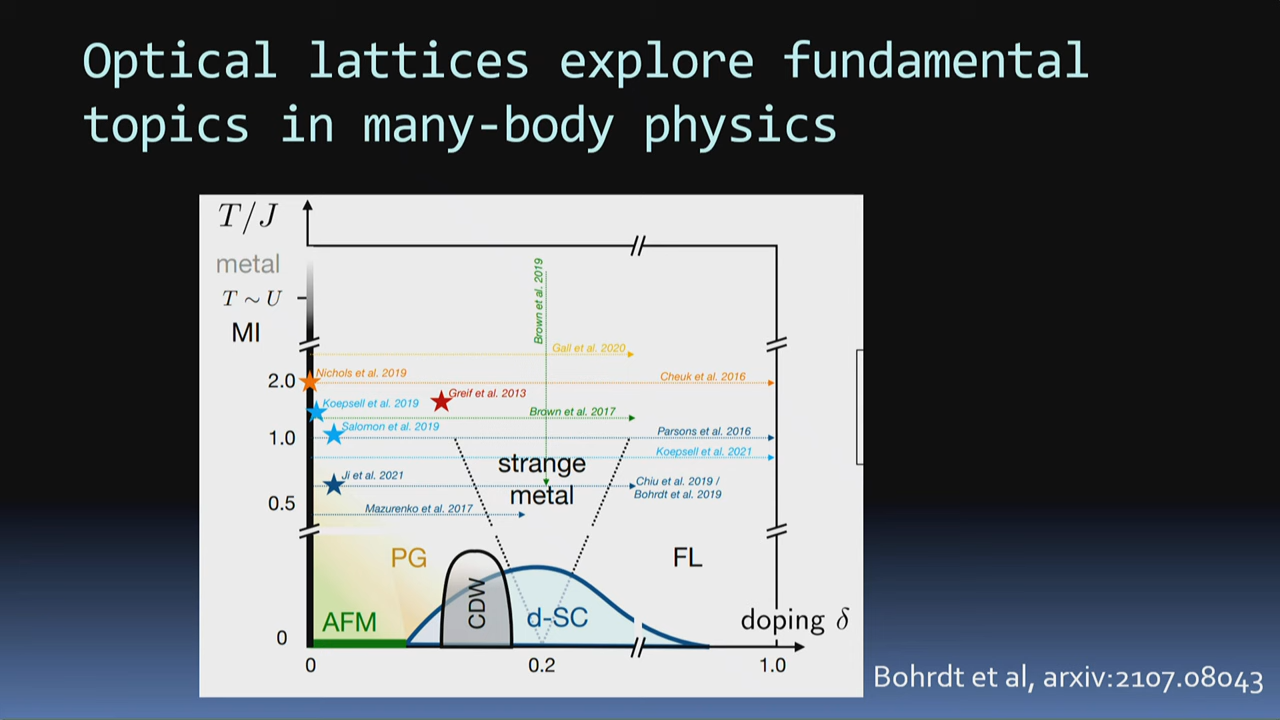 Optical lattices explore fundamental
topics in many-body physics
T/J
metal
T ~ U
MI
Brown et al. 2019
Gall et al. 2020
2.0
Nichols et al. 2019
Cheuk et al. 2016
Greif et al. 2013
Koepsell et al. 2019
Brown et al. 2017
Salomon et al. 2019
Parsons et al. 2016
1.0
Koepsell et al. 2021
strange
metal
Ji et al. 2021
Chiu et al. 2019 /
Bohrdt et al. 2019
0.5
Mazurenko et al. 2017
PG
FL
CDW
AFM
d-SC
doping δ
0
0
0.2
1.0
Bohrdt et al, arxiv:2107.08043